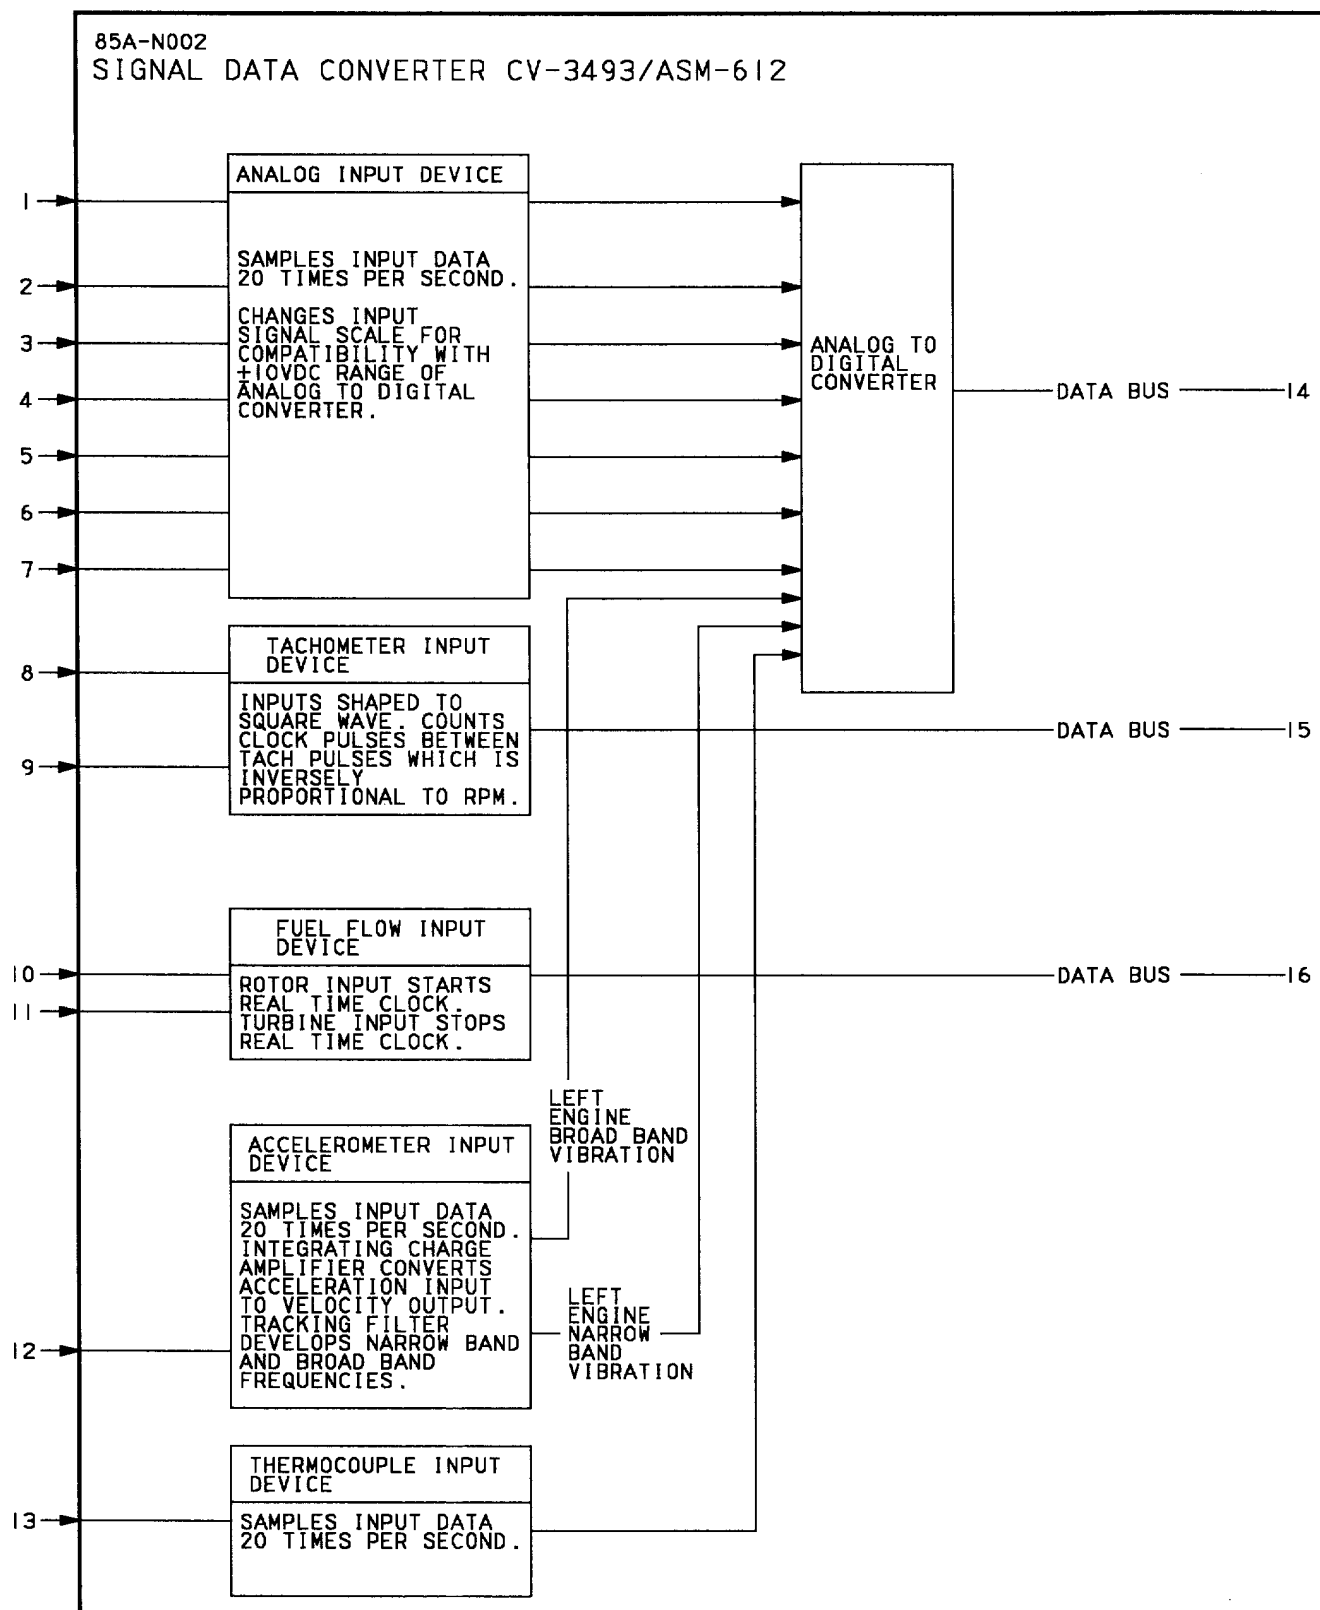 85A-N002
SIGNAL DATA CONVERTER CV-3493/ASM-612
ANALOG INPUT DEVICE
SAMPLES INPUT DATA
20 TIMES PER SECOND.
CHANGES INPUT
SIGNAL SCALE FOR
COMPATIBILITY WITH
±10VDC RANGE OF
ANALOG TO DIGITAL
CONVERTER.
1
2
3
4
5
6
7
ANALOG TO
DIGITAL
CONVERTER
DATA BUS
14
TACHOMETER INPUT
DEVICE
INPUTS SHAPED TO
SQUARE WAVE. COUNTS
CLOCK PULSES BETWEEN
TACH PULSES WHICH IS
INVERSELY
PROPORTIONAL TO RPM.
8
9
DATA BUS
15
FUEL FLOW INPUT
DEVICE
ROTOR INPUT STARTS
REAL TIME CLOCK.
TURBINE INPUT STOPS
REAL TIME CLOCK.
10
11
DATA BUS
16
LEFT
ENGINE
BROAD BAND
VIBRATION
ACCELEROMETER INPUT
DEVICE
SAMPLES INPUT DATA
20 TIMES PER SECOND.
INTEGRATING CHARGE
AMPLIFIER CONVERTS
ACCELERATION INPUT
TO VELOCITY OUTPUT.
TRACKING FILTER
DEVELOPS NARROW BAND
AND BROAD BAND
FREQUENCIES.
12
LEFT
ENGINE
NARROW
BAND
VIBRATION
THERMOCOUPLE INPUT
DEVICE
SAMPLES INPUT DATA
20 TIMES PER SECOND.
13